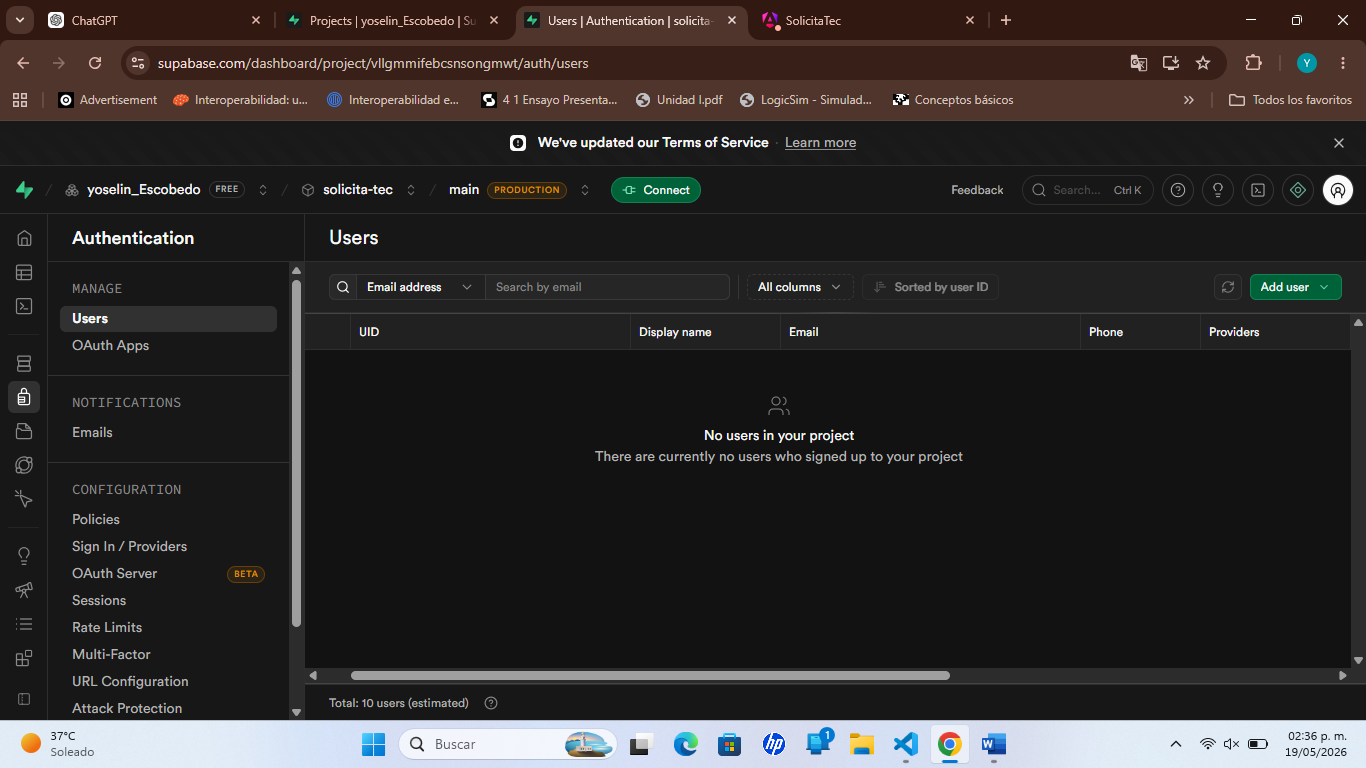 ChatGPT
Projects | yoselin_Escobedo | Su
Users | Authentication | solicita-
SolicitaTec
supabase.com/dashboard/project/vllgmmifebcsnsongmwt/auth/users
Y
Advertisement
Interoperabilidad: u...
Interoperabilidad e...
4 1 Ensayo Presenta...
Unidad I.pdf
LogicSim - Simulad...
Conceptos básicos
Todos los favoritos
We've updated our Terms of Service · Learn more
yoselin_Escobedo FREE
solicita-tec
main PRODUCTION
Connect
Feedback
Search... Ctrl K
Authentication
MANAGE
Users
OAuth Apps
NOTIFICATIONS
Emails
CONFIGURATION
Policies
Sign In / Providers
OAuth Server BETA
Sessions
Rate Limits
Multi-Factor
URL Configuration
Attack Protection
Users
Email address
Search by email
All columns
Sorted by user ID
Add user
UID Display name Email Phone Providers
No users in your project
There are currently no users who signed up to your project
Total: 10 users (estimated)
37°C
Soleado
Buscar
1
02:36 p. m.
19/05/2026